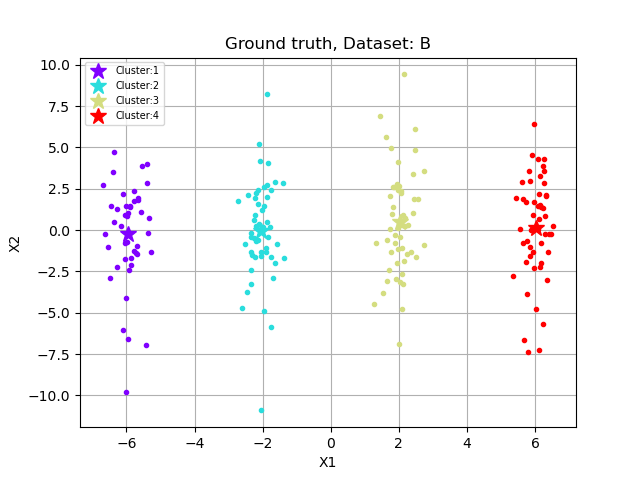 Ground truth, Dataset: B
Cluster:1
Cluster:2
Cluster:3
Cluster:4
10.0
7.5
5.0
2.5
0.0
−2.5
−5.0
−7.5
−10.0
X2
−6 −4 −2 0 2 4 6
X1